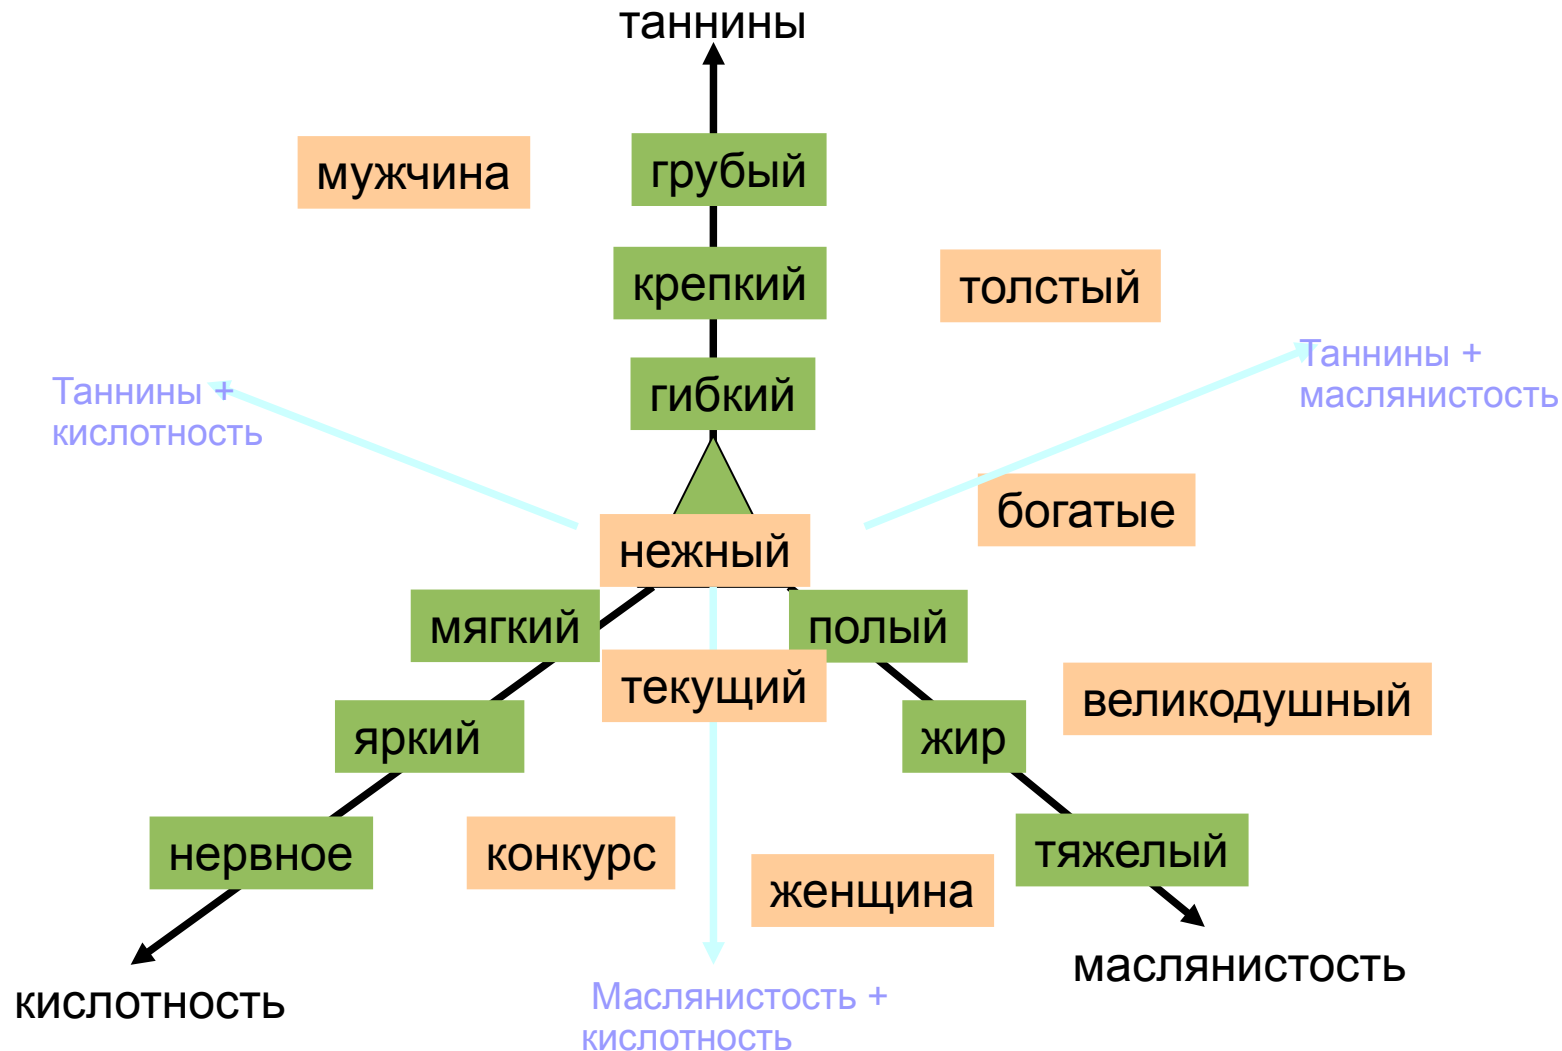 таннины
мужчина
грубый
крепкий
толстый
Таннины +
маслянистость
гибкий
Таннины +
кислотность
богатые
нежный
мягкий
полый
текущий
великодушный
яркий
жир
нервное
конкурс
тяжелый
женщина
маслянистость
кислотность
Маслянистость +
кислотность